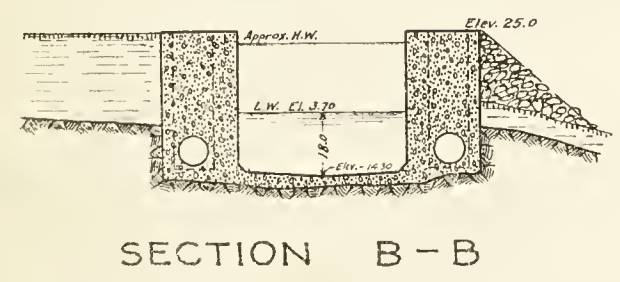 Elev. 25.0
Approx. H.W.
L.W. El. 3.70
18.0
Elev. - 14.30
SECTION B-B